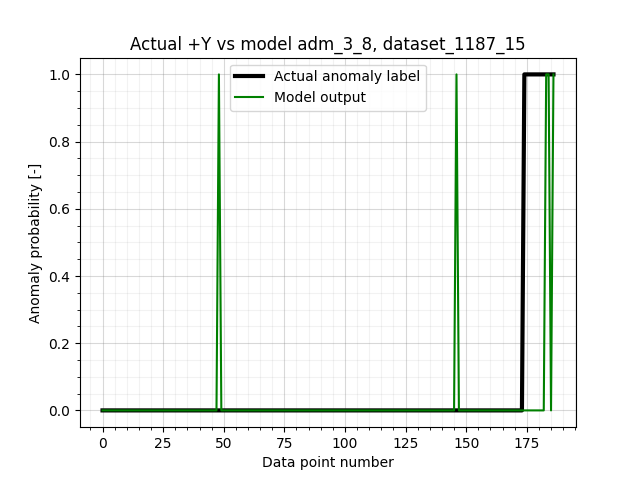 Actual +Y vs model adm_3_8, dataset_1187_15
Actual anomaly label
Model output
Anomaly probability [-]
1.0
0.8
0.6
0.4
0.2
0.0
0 25 50 75 100 125 150 175
Data point number